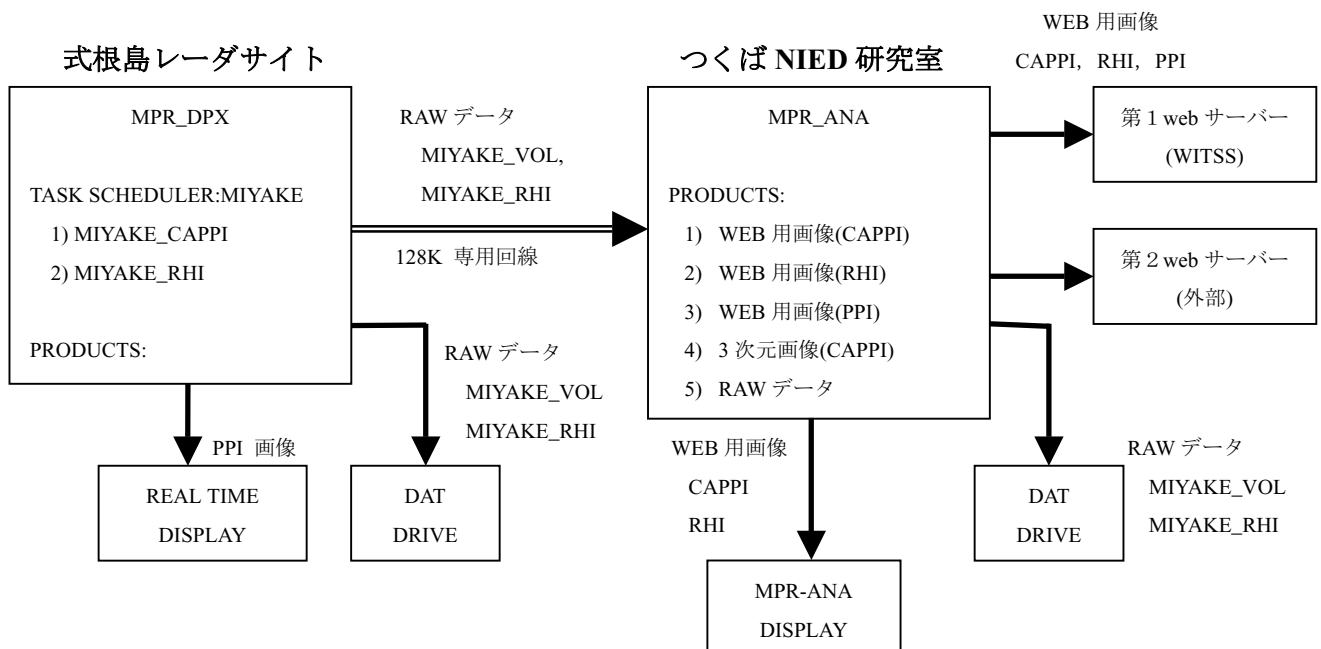 式根島レーダサイト
MPR_DPX
TASK SCHEDULER:MIYAKE
1) MIYAKE_CAPPI
2) MIYAKE_RHI
PRODUCTS:
RAW データ
MIYAKE_VOL,
MIYAKE_RHI
128K 専用回線
PPI 画像
REAL TIME
DISPLAY
RAW データ
MIYAKE_VOL
MIYAKE_RHI
DAT
DRIVE
つくば NIED 研究室
MPR_ANA
PRODUCTS:
1) WEB 用画像(CAPPI)
2) WEB 用画像(RHI)
3) WEB 用画像(PPI)
4) 3 次元画像(CAPPI)
5) RAW データ
WEB 用画像
CAPPI
RHI
MPR-ANA
DISPLAY
WEB 用画像
CAPPI，RHI，PPI
第１web サーバー
(WITSS)
第２web サーバー
(外部)
RAW データ
MIYAKE_VOL
MIYAKE_RHI
DAT
DRIVE